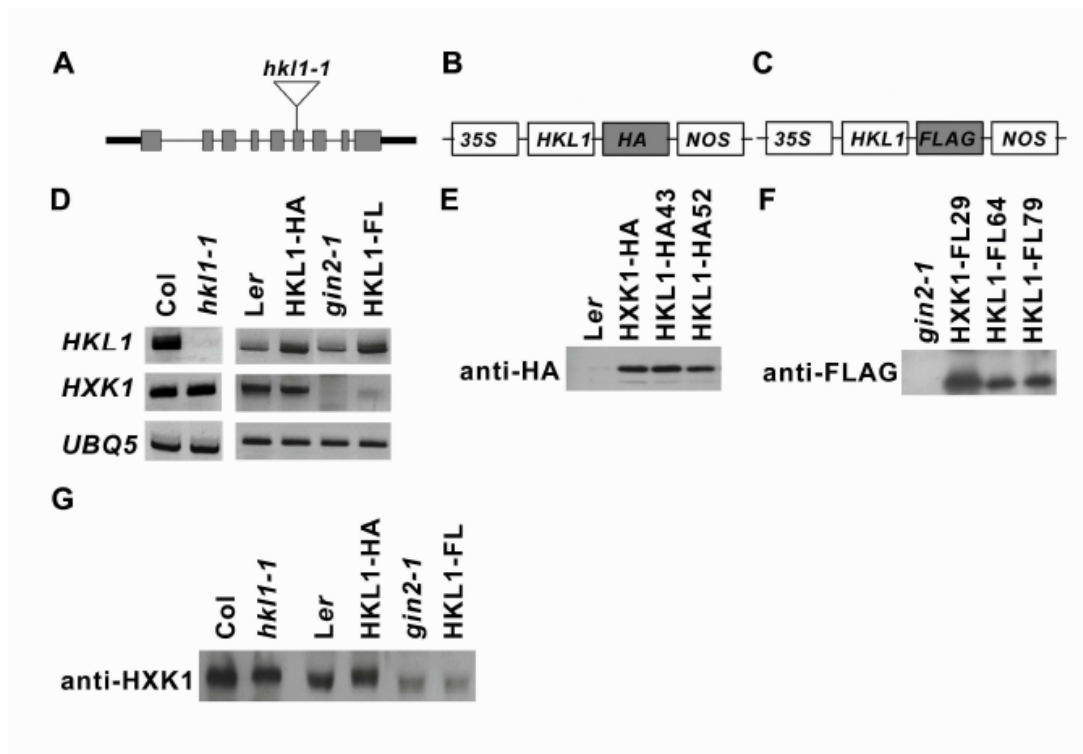 A
hkl1-1
B
35S HKL1 HA NOS
C
35S HKL1 FLAG NOS
D
Col hkl1-1 Ler HKL1-HA gin2-1 HKL1-FL
HKL1
HXK1
UBQ5
E
Ler HXK1-HA HKL1-HA43 HKL1-HA52
anti-HA
F
gin2-1 HXK1-FL29 HKL1-FL64 HKL1-FL79
anti-FLAG
G
Col hkl1-1 Ler HKL1-HA gin2-1 HKL1-FL
anti-HXK1